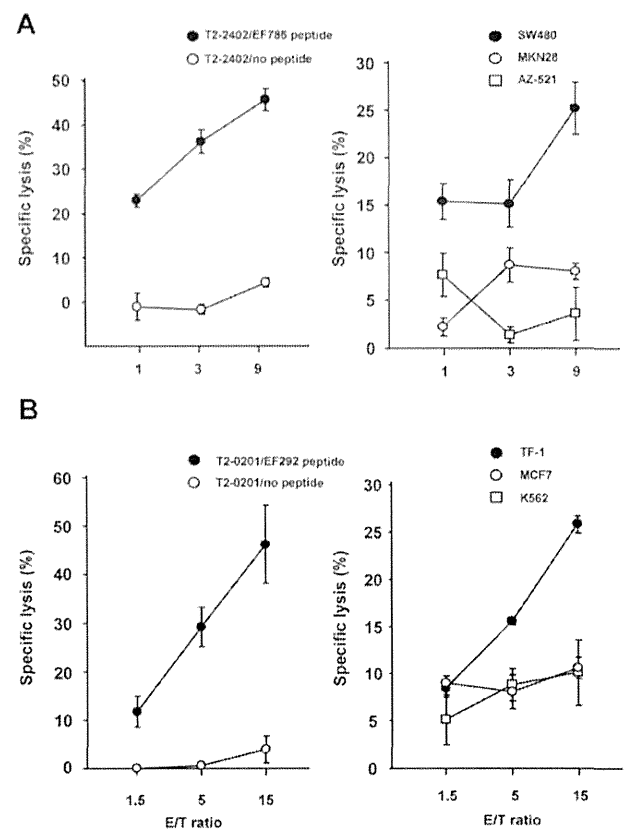 A
T2-2402/EF786 peptide
T2-2402/no peptide
Specific lysis (%)
50
40
30
20
10
0
1
3
9
SW480
MKN28
AZ-521
Specific lysis (%)
30
25
20
15
10
5
0
1
3
9
B
T2-0201/EF292 peptide
T2-0201/no peptide
Specific lysis (%)
60
50
40
30
20
10
0
1.5
5
15
E/T ratio
TF-1
MCF7
K562
Specific lysis (%)
30
25
20
15
10
5
0
1.5
5
15
E/T ratio